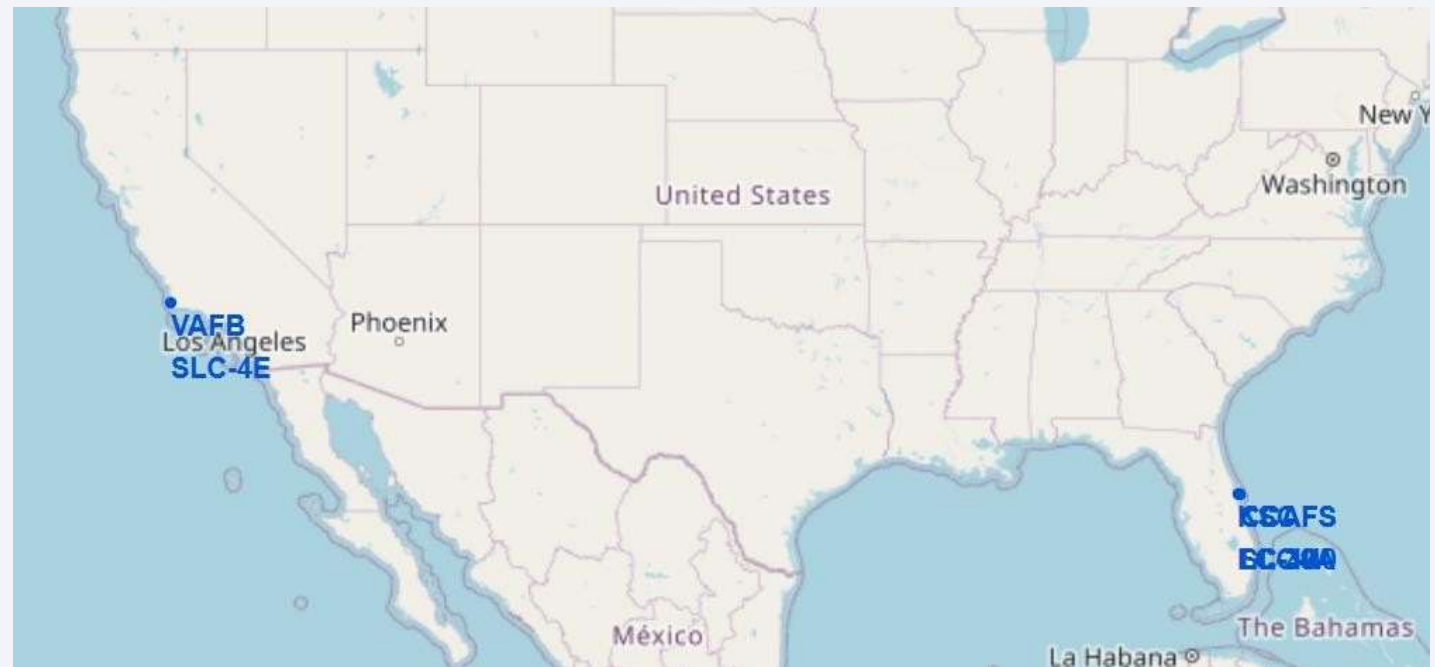 New Y
Washington
United States
VAFB
Phoenix
Los Angeles
SLC-4E
México
The Bahamas
La Habana